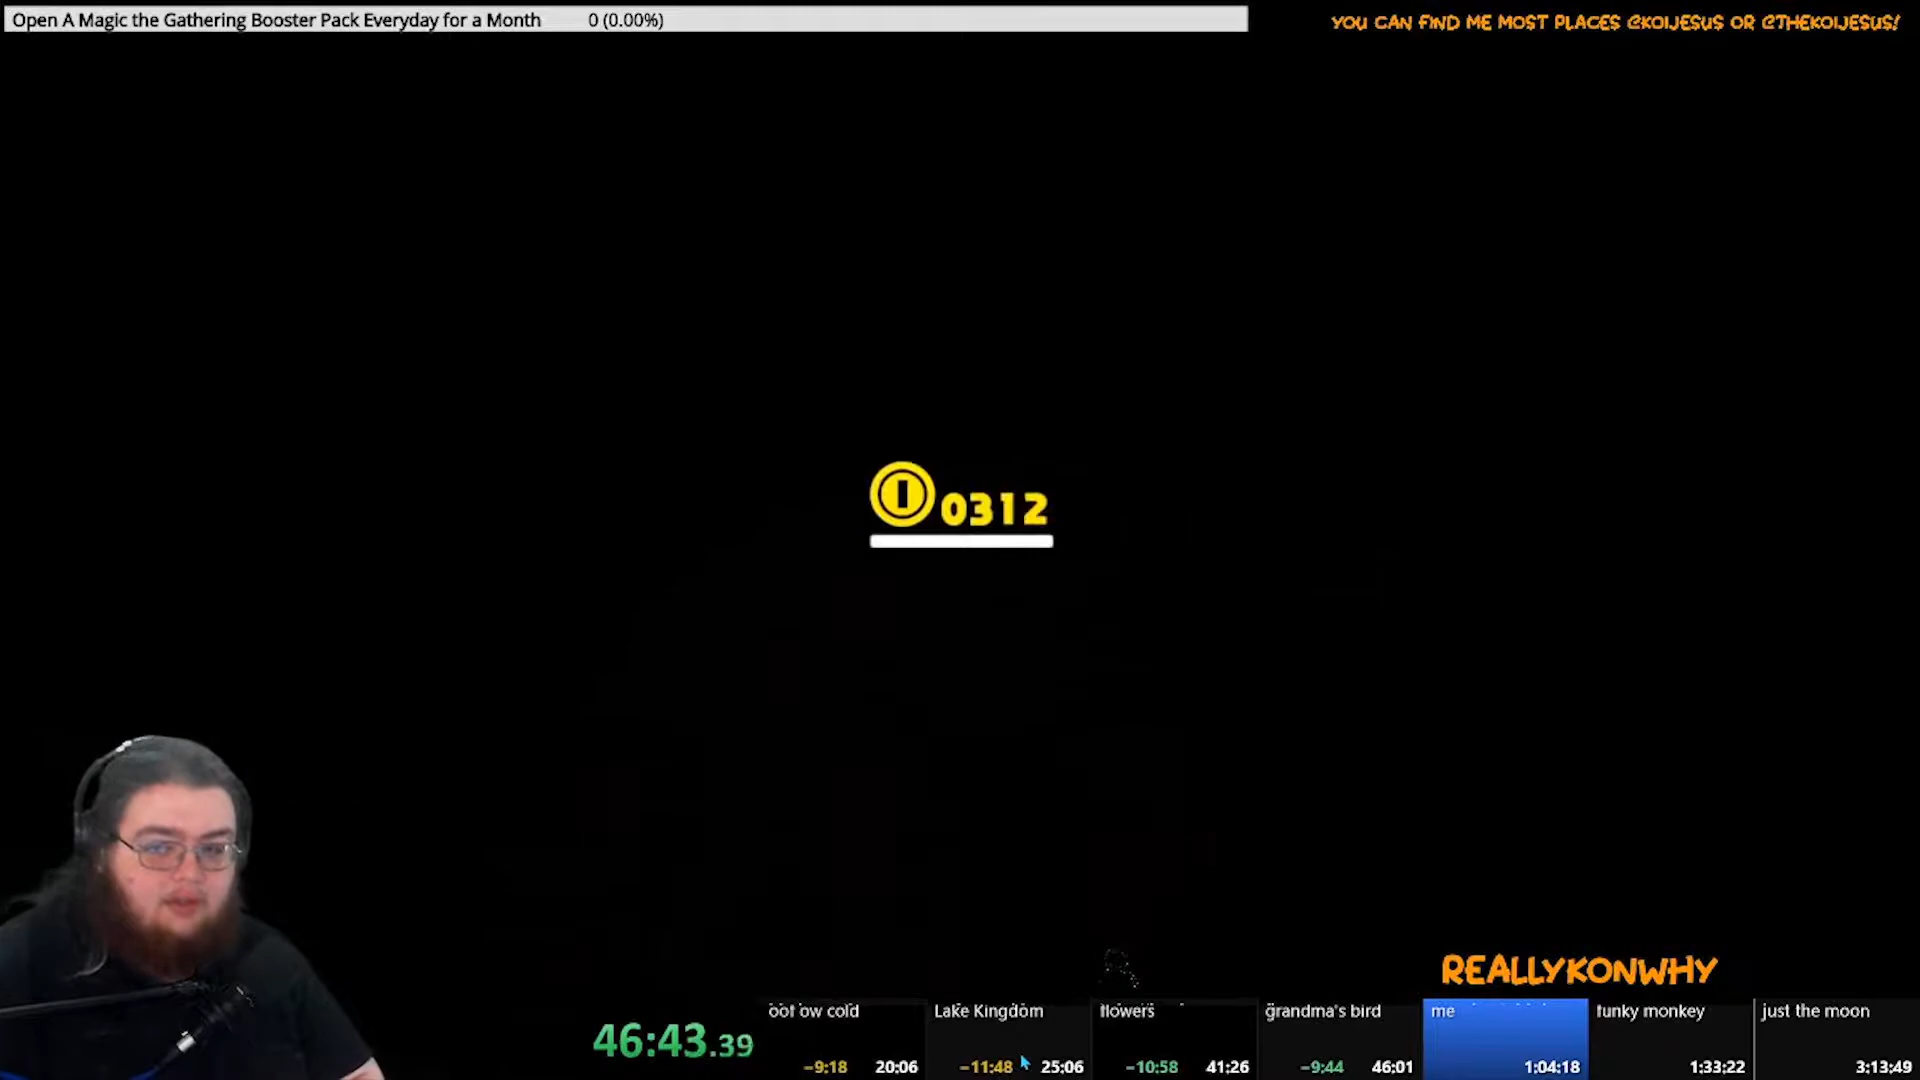 Open A Magic the Gathering Booster Pack Everyday for a Month 0 (0.00%)
YOU CAN FIND ME MOST PLACES @KOIJESUS OR @THEKOIJESUS!
0312
REALLYKONWHY
46:43.39
oof ow cold Lake Kingdom flowers grandma's bird me funky monkey just the moon
-9:18 20:06 -11:48 25:06 -10:58 41:26 -9:44 46:01 1:04:18 1:33:22 3:13:49